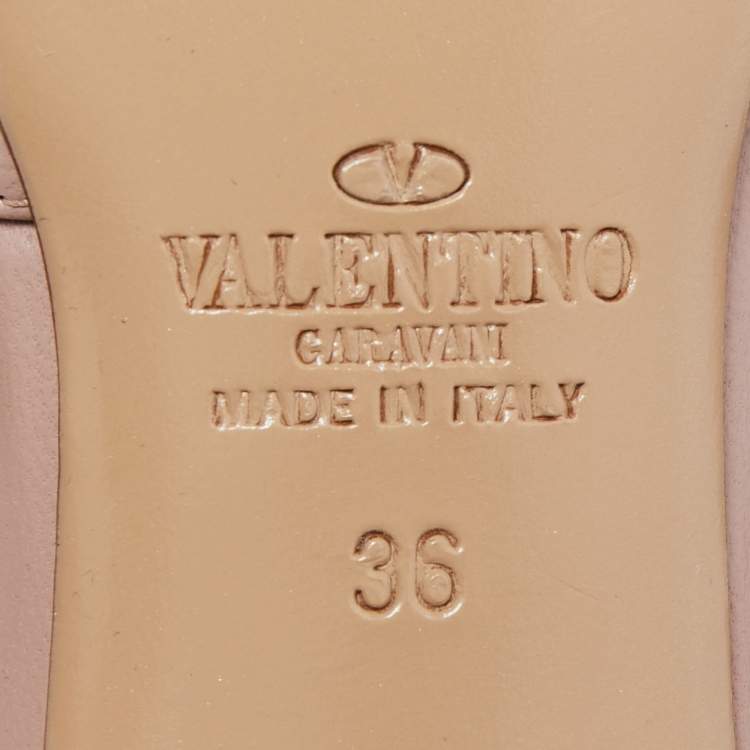 V
VALENTINO
GARAVANI
MADE IN ITALY
36